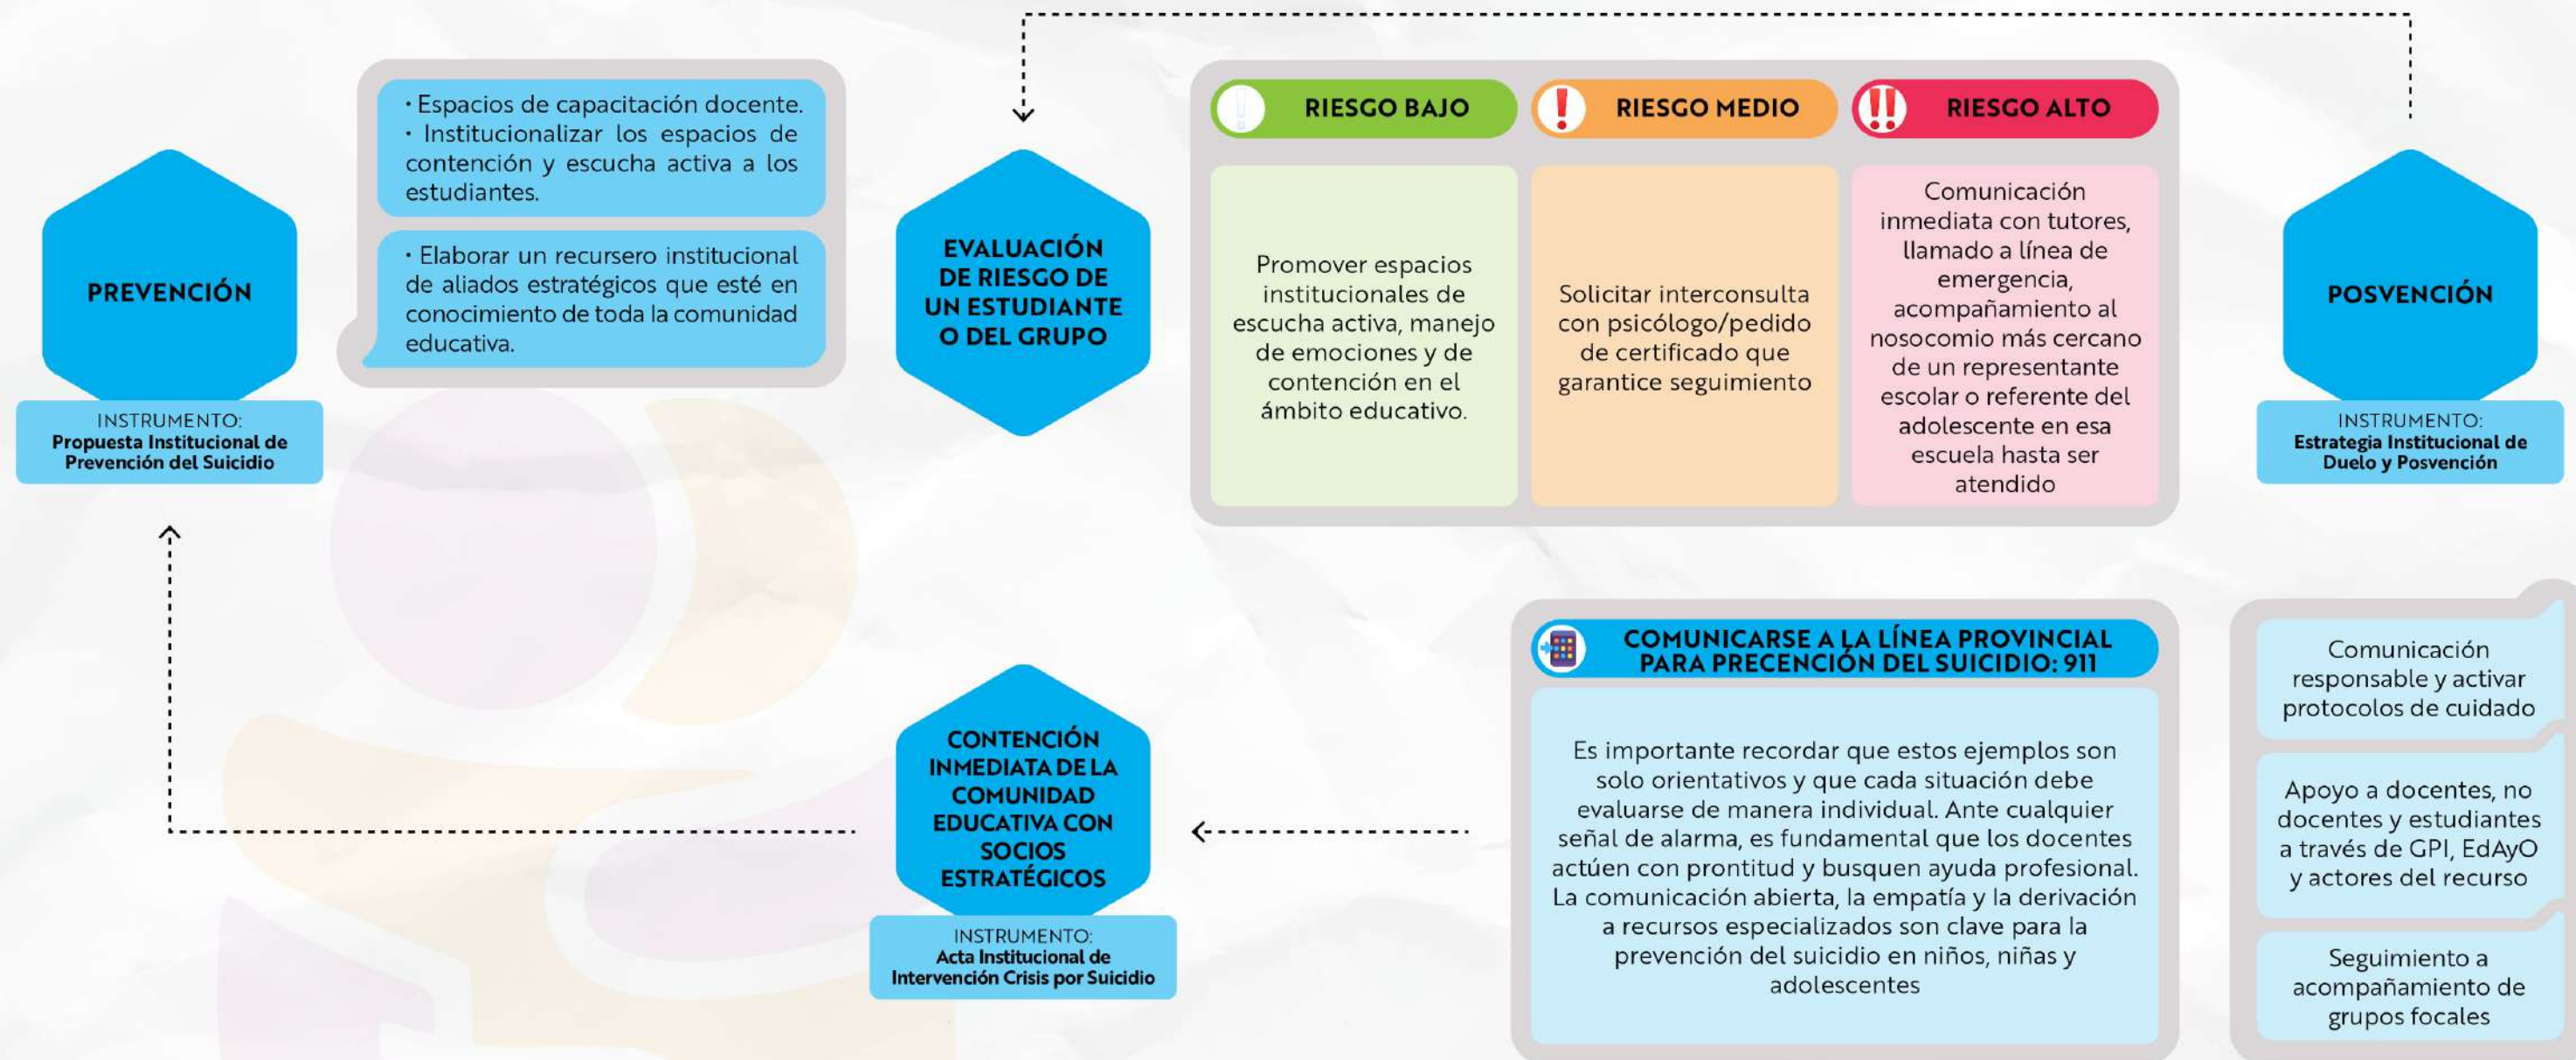 PREVENCIÓN
INSTRUMENTO:
Propuesta Institucional de
Prevención del Suicidio
· Espacios de capacitación docente.
· Institucionalizar los espacios de
contención y escucha activa a los
estudiantes.
· Elaborar un recursero institucional
de aliados estratégicos que esté en
conocimiento de toda la comunidad
educativa.
EVALUACIÓN
DE RIESGO DE
UN ESTUDIANTE
O DEL GRUPO
RIESGO BAJO
Promover espacios
institucionales de
escucha activa, manejo
de emociones y de
contención en el
ámbito educativo.
RIESGO MEDIO
Solicitar interconsulta
con psicólogo/pedido
de certificado que
garantice seguimiento
RIESGO ALTO
Comunicación
inmediata con tutores,
llamado a línea de
emergencia,
acompañamiento al
nosocomio más cercano
de un representante
escolar o referente del
adolescente en esa
escuela hasta ser
atendido
POSVENCIÓN
INSTRUMENTO:
Estrategia Institucional de
Duelo y Posvención
CONTENCIÓN
INMEDIATA DE LA
COMUNIDAD
EDUCATIVA CON
SOCIOS
ESTRATÉGICOS
INSTRUMENTO:
Acta Institucional de
Intervención Crisis por Suicidio
COMUNICARSE A LA LÍNEA PROVINCIAL
PARA PRECENCIÓN DEL SUICIDIO: 911
Es importante recordar que estos ejemplos son
solo orientativos y que cada situación debe
evaluarse de manera individual. Ante cualquier
señal de alarma, es fundamental que los docentes
actúen con prontitud y busquen ayuda profesional.
La comunicación abierta, la empatía y la derivación
a recursos especializados son clave para la
prevención del suicidio en niños, niñas y
adolescentes
Comunicación
responsable y activar
protocolos de cuidado
Apoyo a docentes, no
docentes y estudiantes
a través de GPI, EdAyO
y actores del recurso
Seguimiento a
acompañamiento de
grupos focales